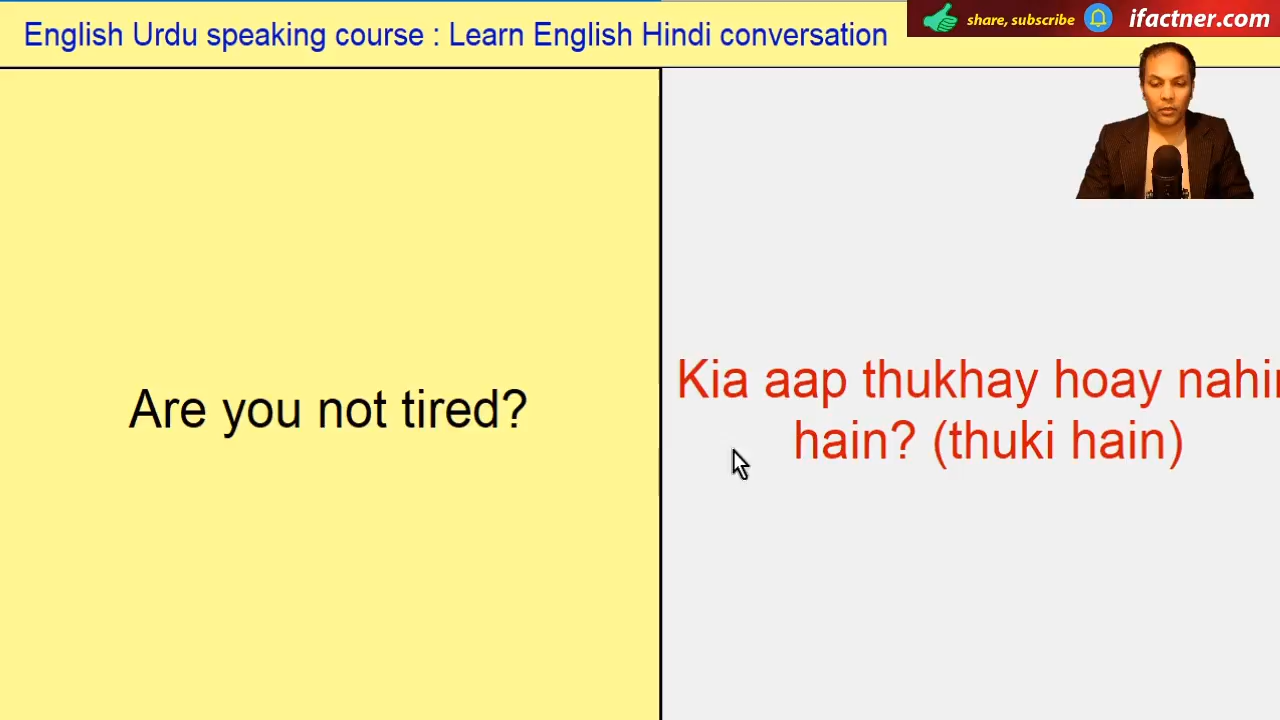 English Urdu speaking course : Learn English Hindi conversation
share, subscribe
ifactner.com
Are you not tired?
Kia aap thukhay hoay
hain? (thuki hain)